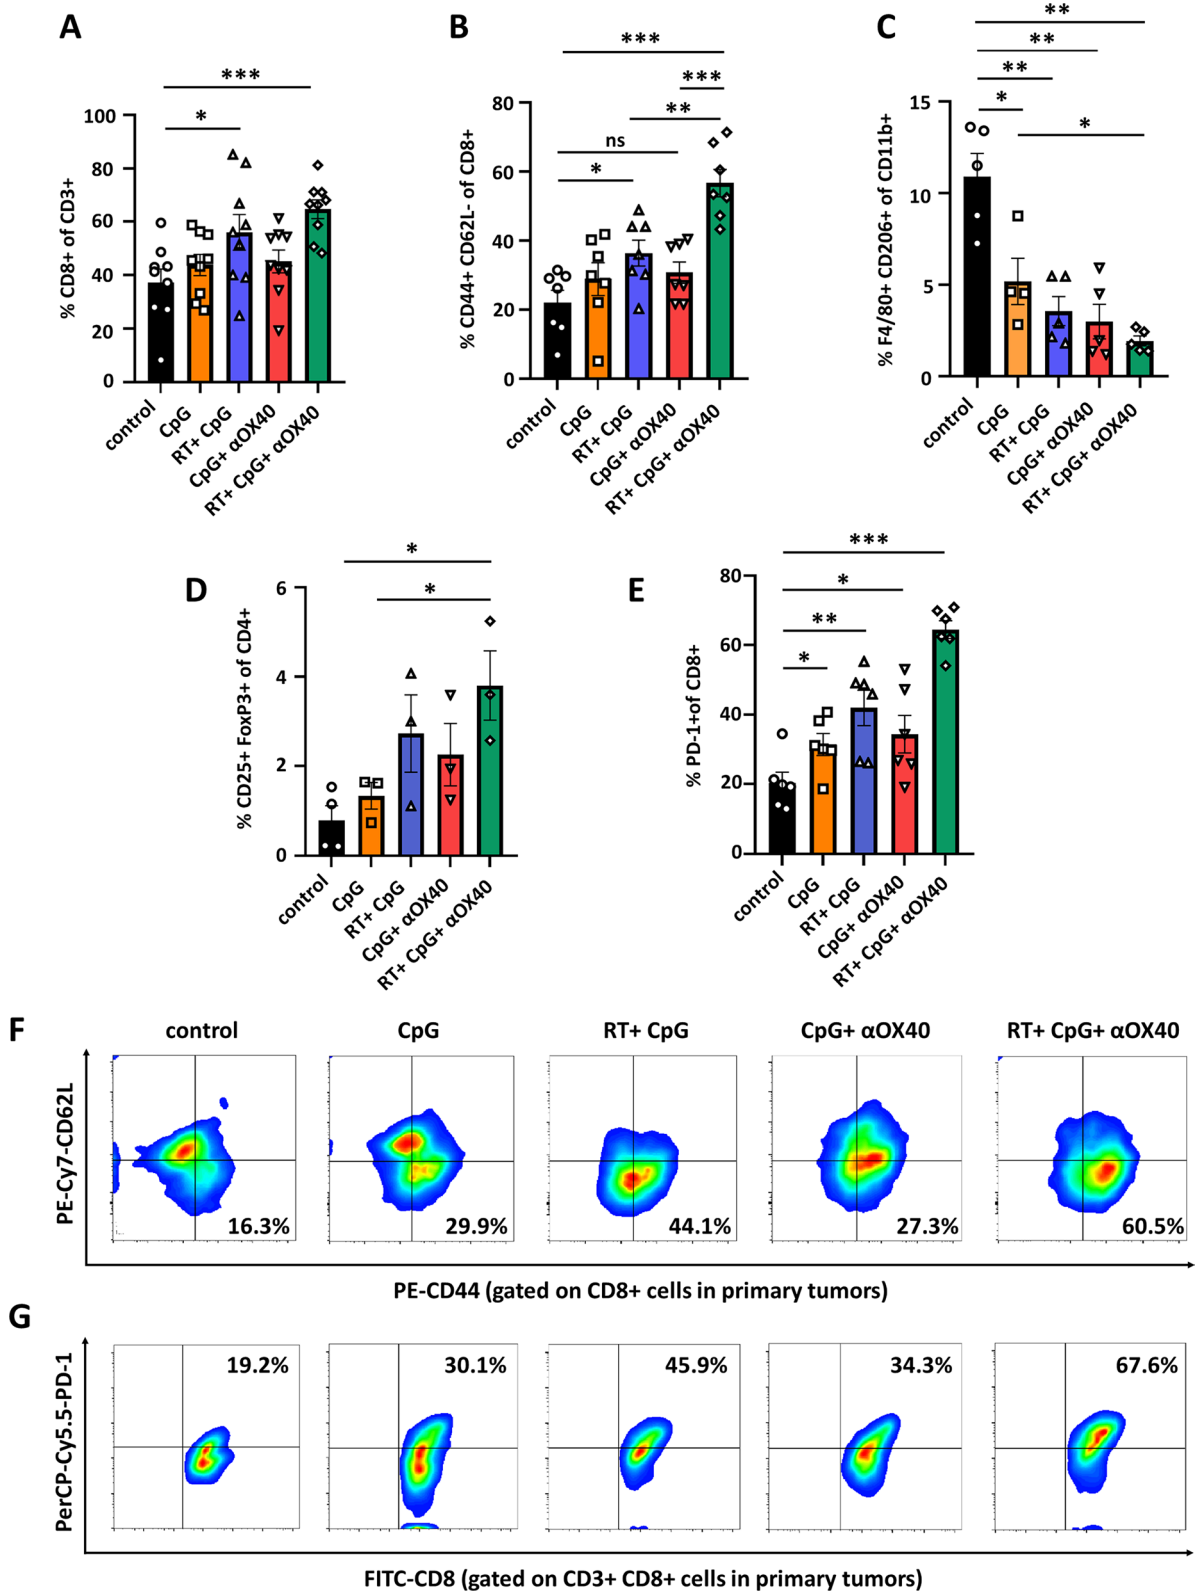 A
B
C
***
*
% CD8+ of CD3+
100
80
60
40
20
0
control
CpG
RT+ CpG
CpG+ αOX40
RT+ CpG+ αOX40
***
***
**
ns
*
% CD44+ CD62L- of CD8+
80
60
40
20
0
control
CpG
RT+ CpG
CpG+ αOX40
RT+ CpG+ αOX40
**
**
**
*
*
% F4/80+ CD206+ of CD11b+
15
10
5
0
control
CpG
RT+ CpG
CpG+ αOX40
RT+ CpG+ αOX40
D
E
*
*
% CD25+ FoxP3+ of CD4+
6
4
2
0
control
CpG
RT+ CpG
CpG+ αOX40
RT+ CpG+ αOX40
***
*
**
*
% PD-1+of CD8+
80
60
40
20
0
control
CpG
RT+ CpG
CpG+ αOX40
RT+ CpG+ αOX40
F
control
CpG
RT+ CpG
CpG+ αOX40
RT+ CpG+ αOX40
PE-Cy7-CD62L
16.3%
29.9%
44.1%
27.3%
60.5%
PE-CD44 (gated on CD8+ cells in primary tumors)
G
PerCP-Cy5.5-PD-1
19.2%
30.1%
45.9%
34.3%
67.6%
FITC-CD8 (gated on CD3+ CD8+ cells in primary tumors)